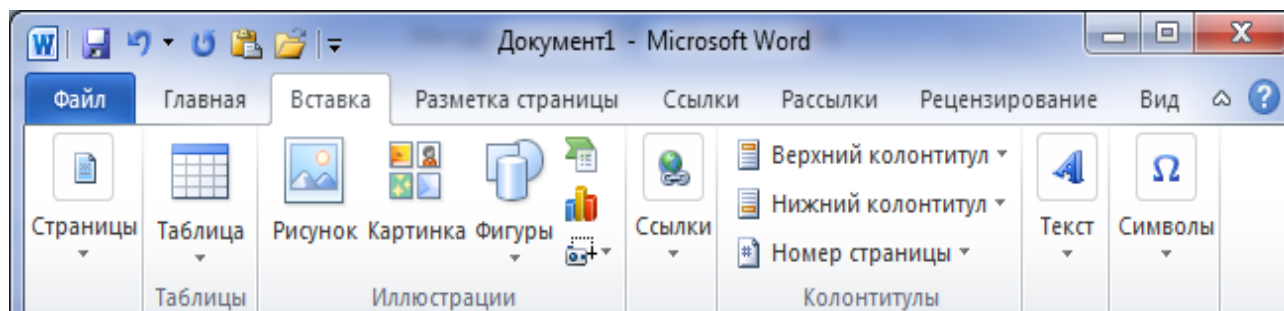 W Документ1 - Microsoft Word
Файл Главная Вставка Разметка страницы Ссылки Рассылки Рецензирование Вид ?
Верхний колонтитул
Нижний колонтитул
Номер страницы
Страницы Таблица Рисунок Картинка Фигуры Ссылки Текст Символы
Таблицы Иллюстрации Колонтитулы